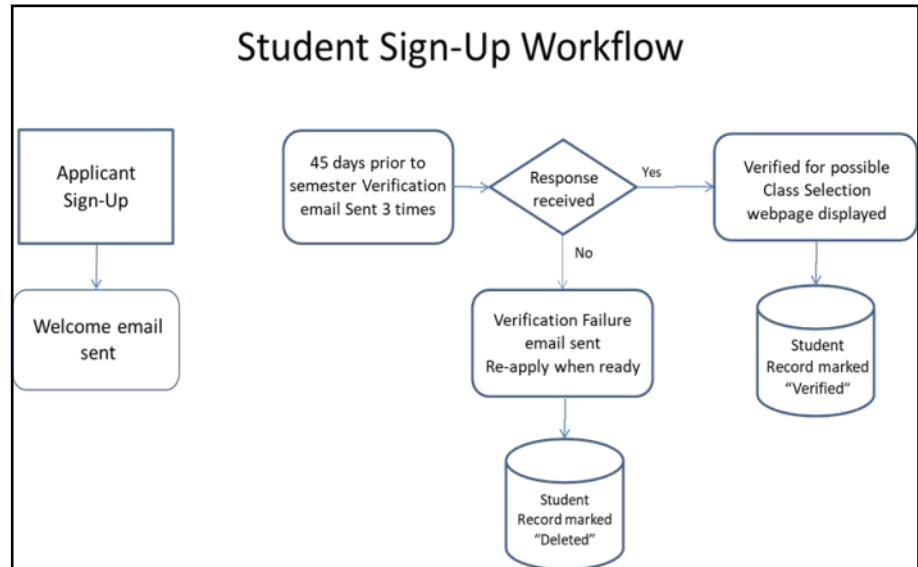 Student Sign-Up Workflow
Applicant
Sign-Up
Welcome email
sent
45 days prior to
semester Verification
email Sent 3 times
Response
received
Yes
No
Verified for possible
Class Selection
webpage displayed
Student
Record marked
“Verified”
Verification Failure
email sent
Re-apply when ready
Student
Record marked
“Deleted”